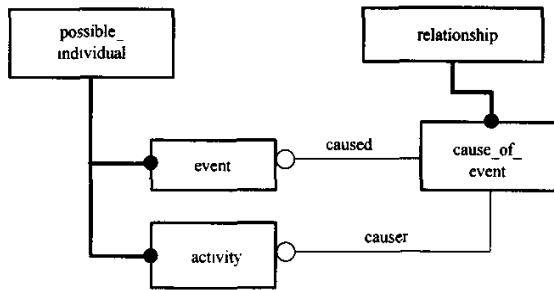 possible_
individual
relationship
event
caused
cause_of_
event
activity
causer